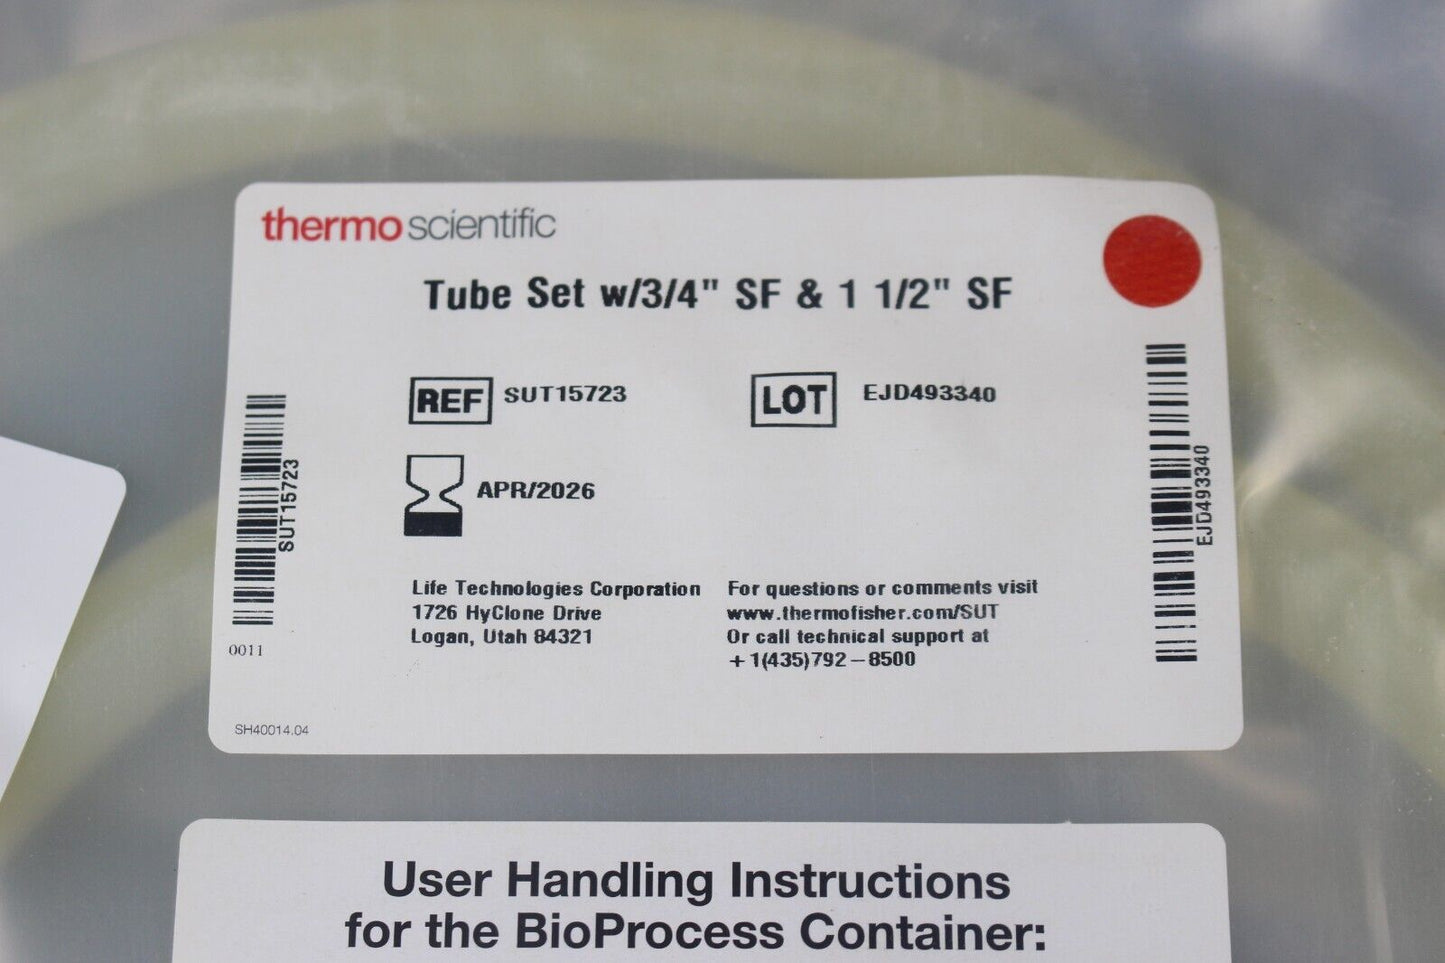 thermo scientific
Tube Set w/3/4" SF & 1 1/2" SF
REF SUT15723
LOT EJD493340
APR/2026
SUT15723
EJD493340
Life Technologies Corporation
1726 HyClone Drive
Logan, Utah 84321
For questions or comments visit
www.thermofisher.com/SUT
Or call technical support at
+1(435)792-8500
0011
SH40014.04
User Handling Instructions
for the BioProcess Container: